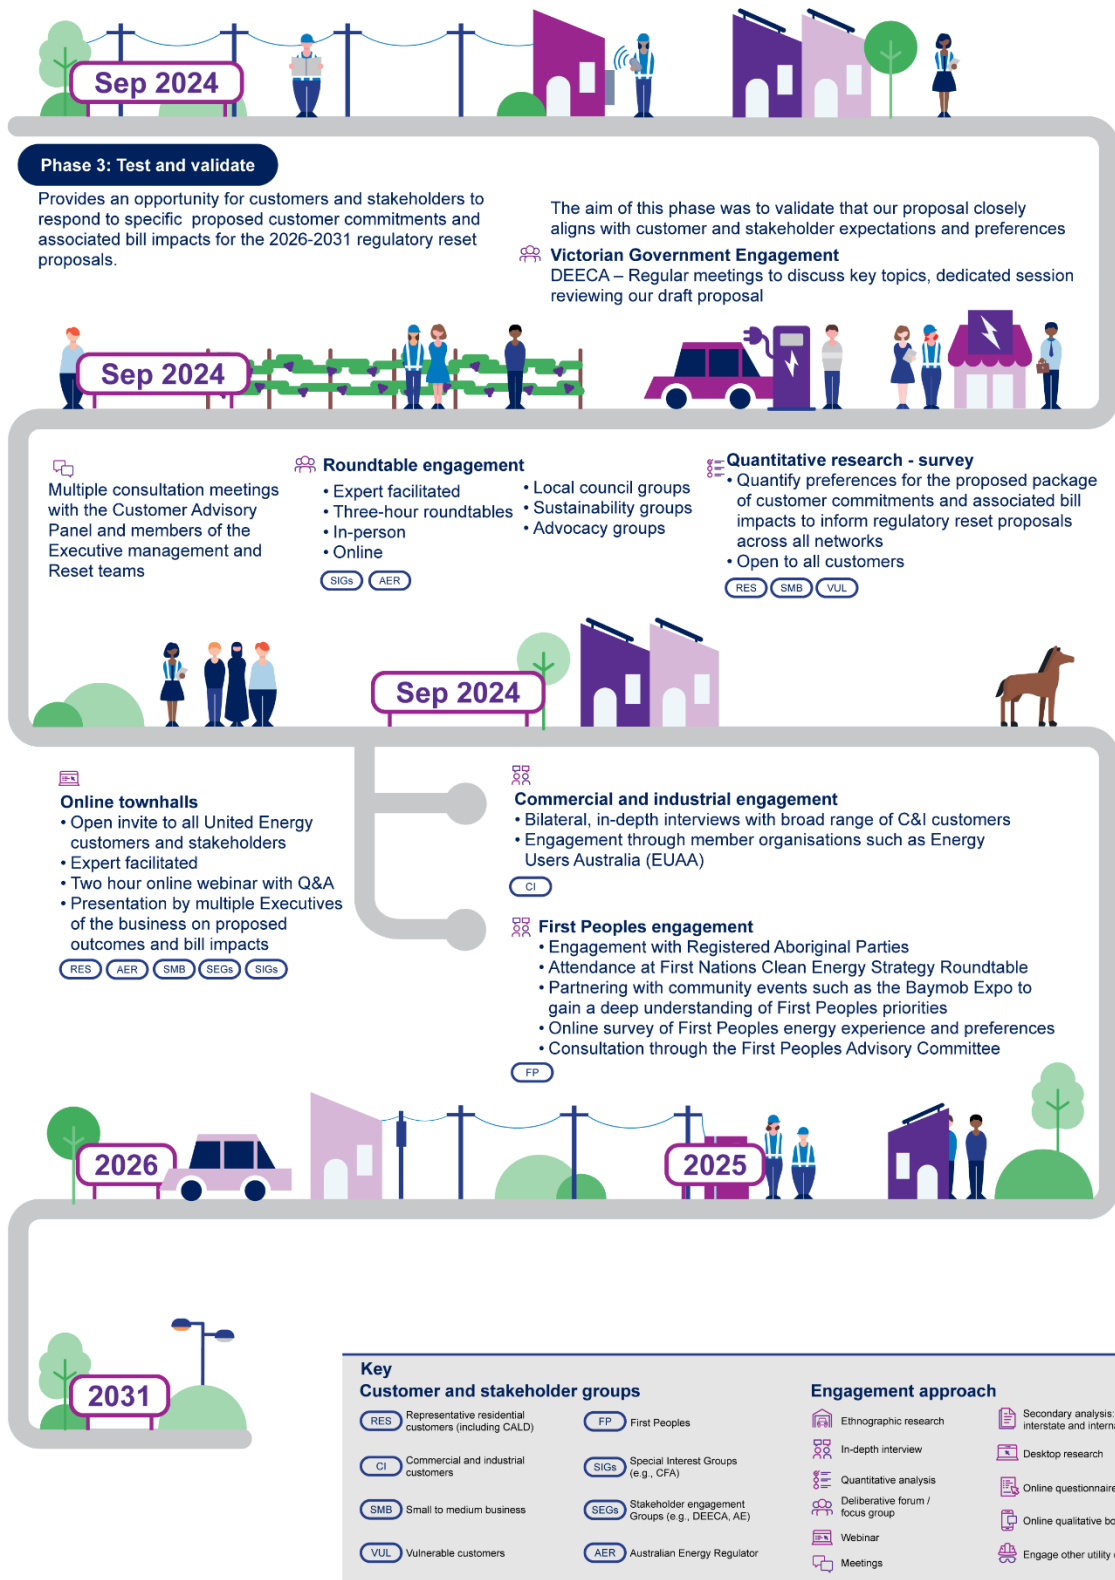 Sep 2024
Phase 3: Test and validate
Provides an opportunity for customers and stakeholders to
respond to specific proposed customer commitments and
associated bill impacts for the 2026-2031 regulatory reset
proposals.
The aim of this phase was to validate that our proposal closely
aligns with customer and stakeholder expectations and preferences
Victorian Government Engagement
DEECA – Regular meetings to discuss key topics, dedicated session
reviewing our draft proposal
Sep 2024
Multiple consultation meetings
with the Customer Advisory
Panel and members of the
Executive management and
Reset teams
Roundtable engagement
• Expert facilitated
• Three-hour roundtables
• In-person
• Online
• Local council groups
• Sustainability groups
• Advocacy groups
SIGs AER
Quantitative research - survey
• Quantify preferences for the proposed package
of customer commitments and associated bill
impacts to inform regulatory reset proposals
across all networks
• Open to all customers
RES SMB VUL
Sep 2024
Online townhalls
• Open invite to all United Energy
customers and stakeholders
• Expert facilitated
• Two hour online webinar with Q&A
• Presentation by multiple Executives
of the business on proposed
outcomes and bill impacts
RES AER SMB SEGs SIGs
Commercial and industrial engagement
• Bilateral, in-depth interviews with broad range of C&I customers
• Engagement through member organisations such as Energy
Users Australia (EUAA)
CI
First Peoples engagement
• Engagement with Registered Aboriginal Parties
• Attendance at First Nations Clean Energy Strategy Roundtable
• Partnering with community events such as the Baymob Expo to
gain a deep understanding of First Peoples priorities
• Online survey of First Peoples energy experience and preferences
• Consultation through the First Peoples Advisory Committee
FP
2026
2025
2031
Key
Customer and stakeholder groups
RES Representative residential
customers (including CALD)
CI Commercial and industrial
customers
SMB Small to medium business
VUL Vulnerable customers
FP First Peoples
SIGs Special Interest Groups
(e.g., CFA)
SEGs Stakeholder engagement
Groups (e.g., DEECA, AE)
AER Australian Energy Regulator
Engagement approach
Ethnographic research
In-depth interview
Quantitative analysis
Deliberative forum /
focus group
Webinar
Meetings
Secondary analysis:
interstate and
Desktop research
Online questionnaire
Online qualitative
Engage other utility